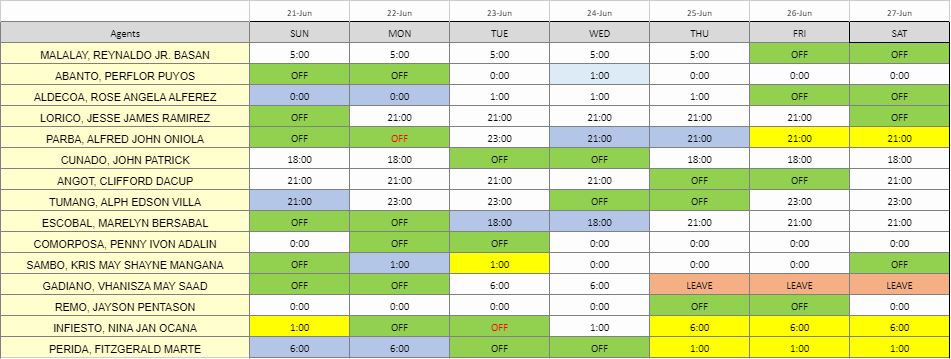 21-Jun 22-Jun 23-Jun 24-Jun 25-Jun 26-Jun 27-Jun
Agents SUN MON TUE WED THU FRI SAT
MALALAY, REYNALDO JR. BASAN 5:00 5:00 5:00 5:00 5:00 OFF OFF
ABANTO, PERFLOR PUYOS OFF OFF 0:00 1:00 0:00 0:00 0:00
ALDECOA, ROSE ANGELA ALFEREZ 0:00 0:00 1:00 1:00 1:00 OFF OFF
LORICO, JESSE JAMES RAMIREZ OFF 21:00 21:00 21:00 21:00 21:00 OFF
PARBA, ALFRED JOHN ONIOLA OFF OFF 23:00 21:00 21:00 21:00 21:00
CUNADO, JOHN PATRICK 18:00 18:00 OFF OFF 18:00 18:00 18:00
ANGOT, CLIFFORD DACUP 21:00 21:00 21:00 21:00 OFF OFF 21:00
TUMANG, ALPH EDSON VILLA 21:00 23:00 23:00 OFF OFF 23:00 23:00
ESCOBAL, MARELYN BERSABAL OFF OFF 18:00 18:00 21:00 21:00 21:00
COMORPOSA, PENNY IVON ADALIN 0:00 OFF OFF 0:00 0:00 0:00 0:00
SAMBO, KRIS MAY SHAYNE MANGANA OFF 1:00 1:00 0:00 0:00 0:00 OFF
GADIANO, VHANISZA MAY SAAD OFF OFF 6:00 6:00 LEAVE LEAVE LEAVE
REMO, JAYSON PENTASON 0:00 0:00 0:00 0:00 OFF OFF 0:00
INFIESTO, NINA JAN OCANA 1:00 OFF OFF 1:00 6:00 6:00 6:00
PERIDA, FITZGERALD MARTE 6:00 6:00 OFF OFF 1:00 1:00 1:00